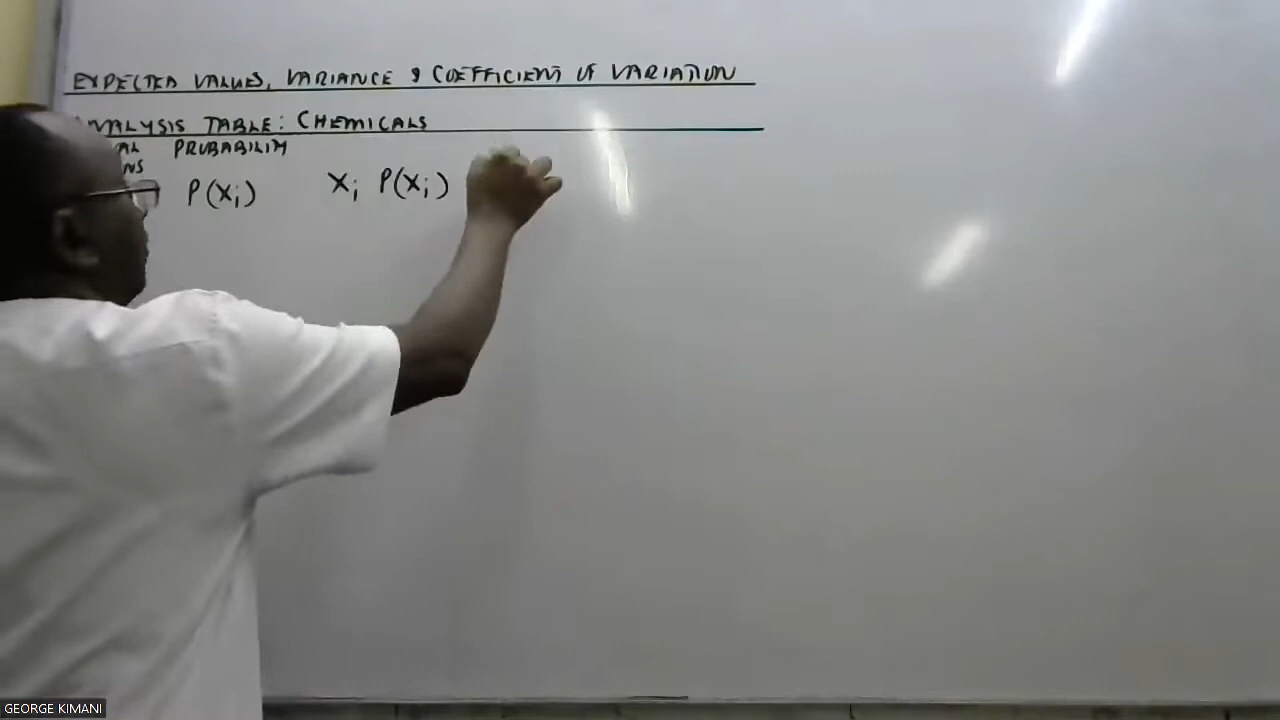 EXPECTED VALUES, VARIANCE & COEFFICIENT OF VARIATION
ANALYSIS TABLE: CHEMICALS
PROBABILITY
P(Xi) Xi P(Xi)
GEORGE KIMANI